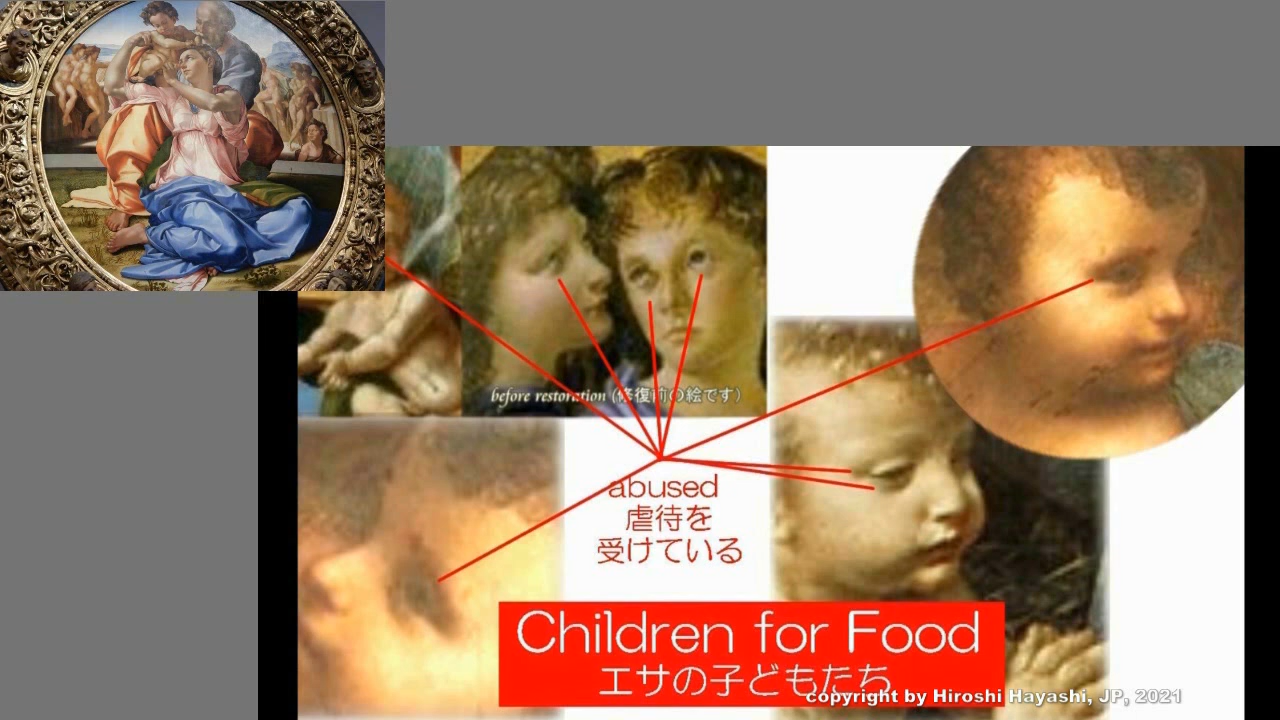 before restoration (修復前の絵です)
abused
虐待を
受けている
Children for Food
エサの子どもたち
copyright by Hiroshi Hayashi, JP, 2021